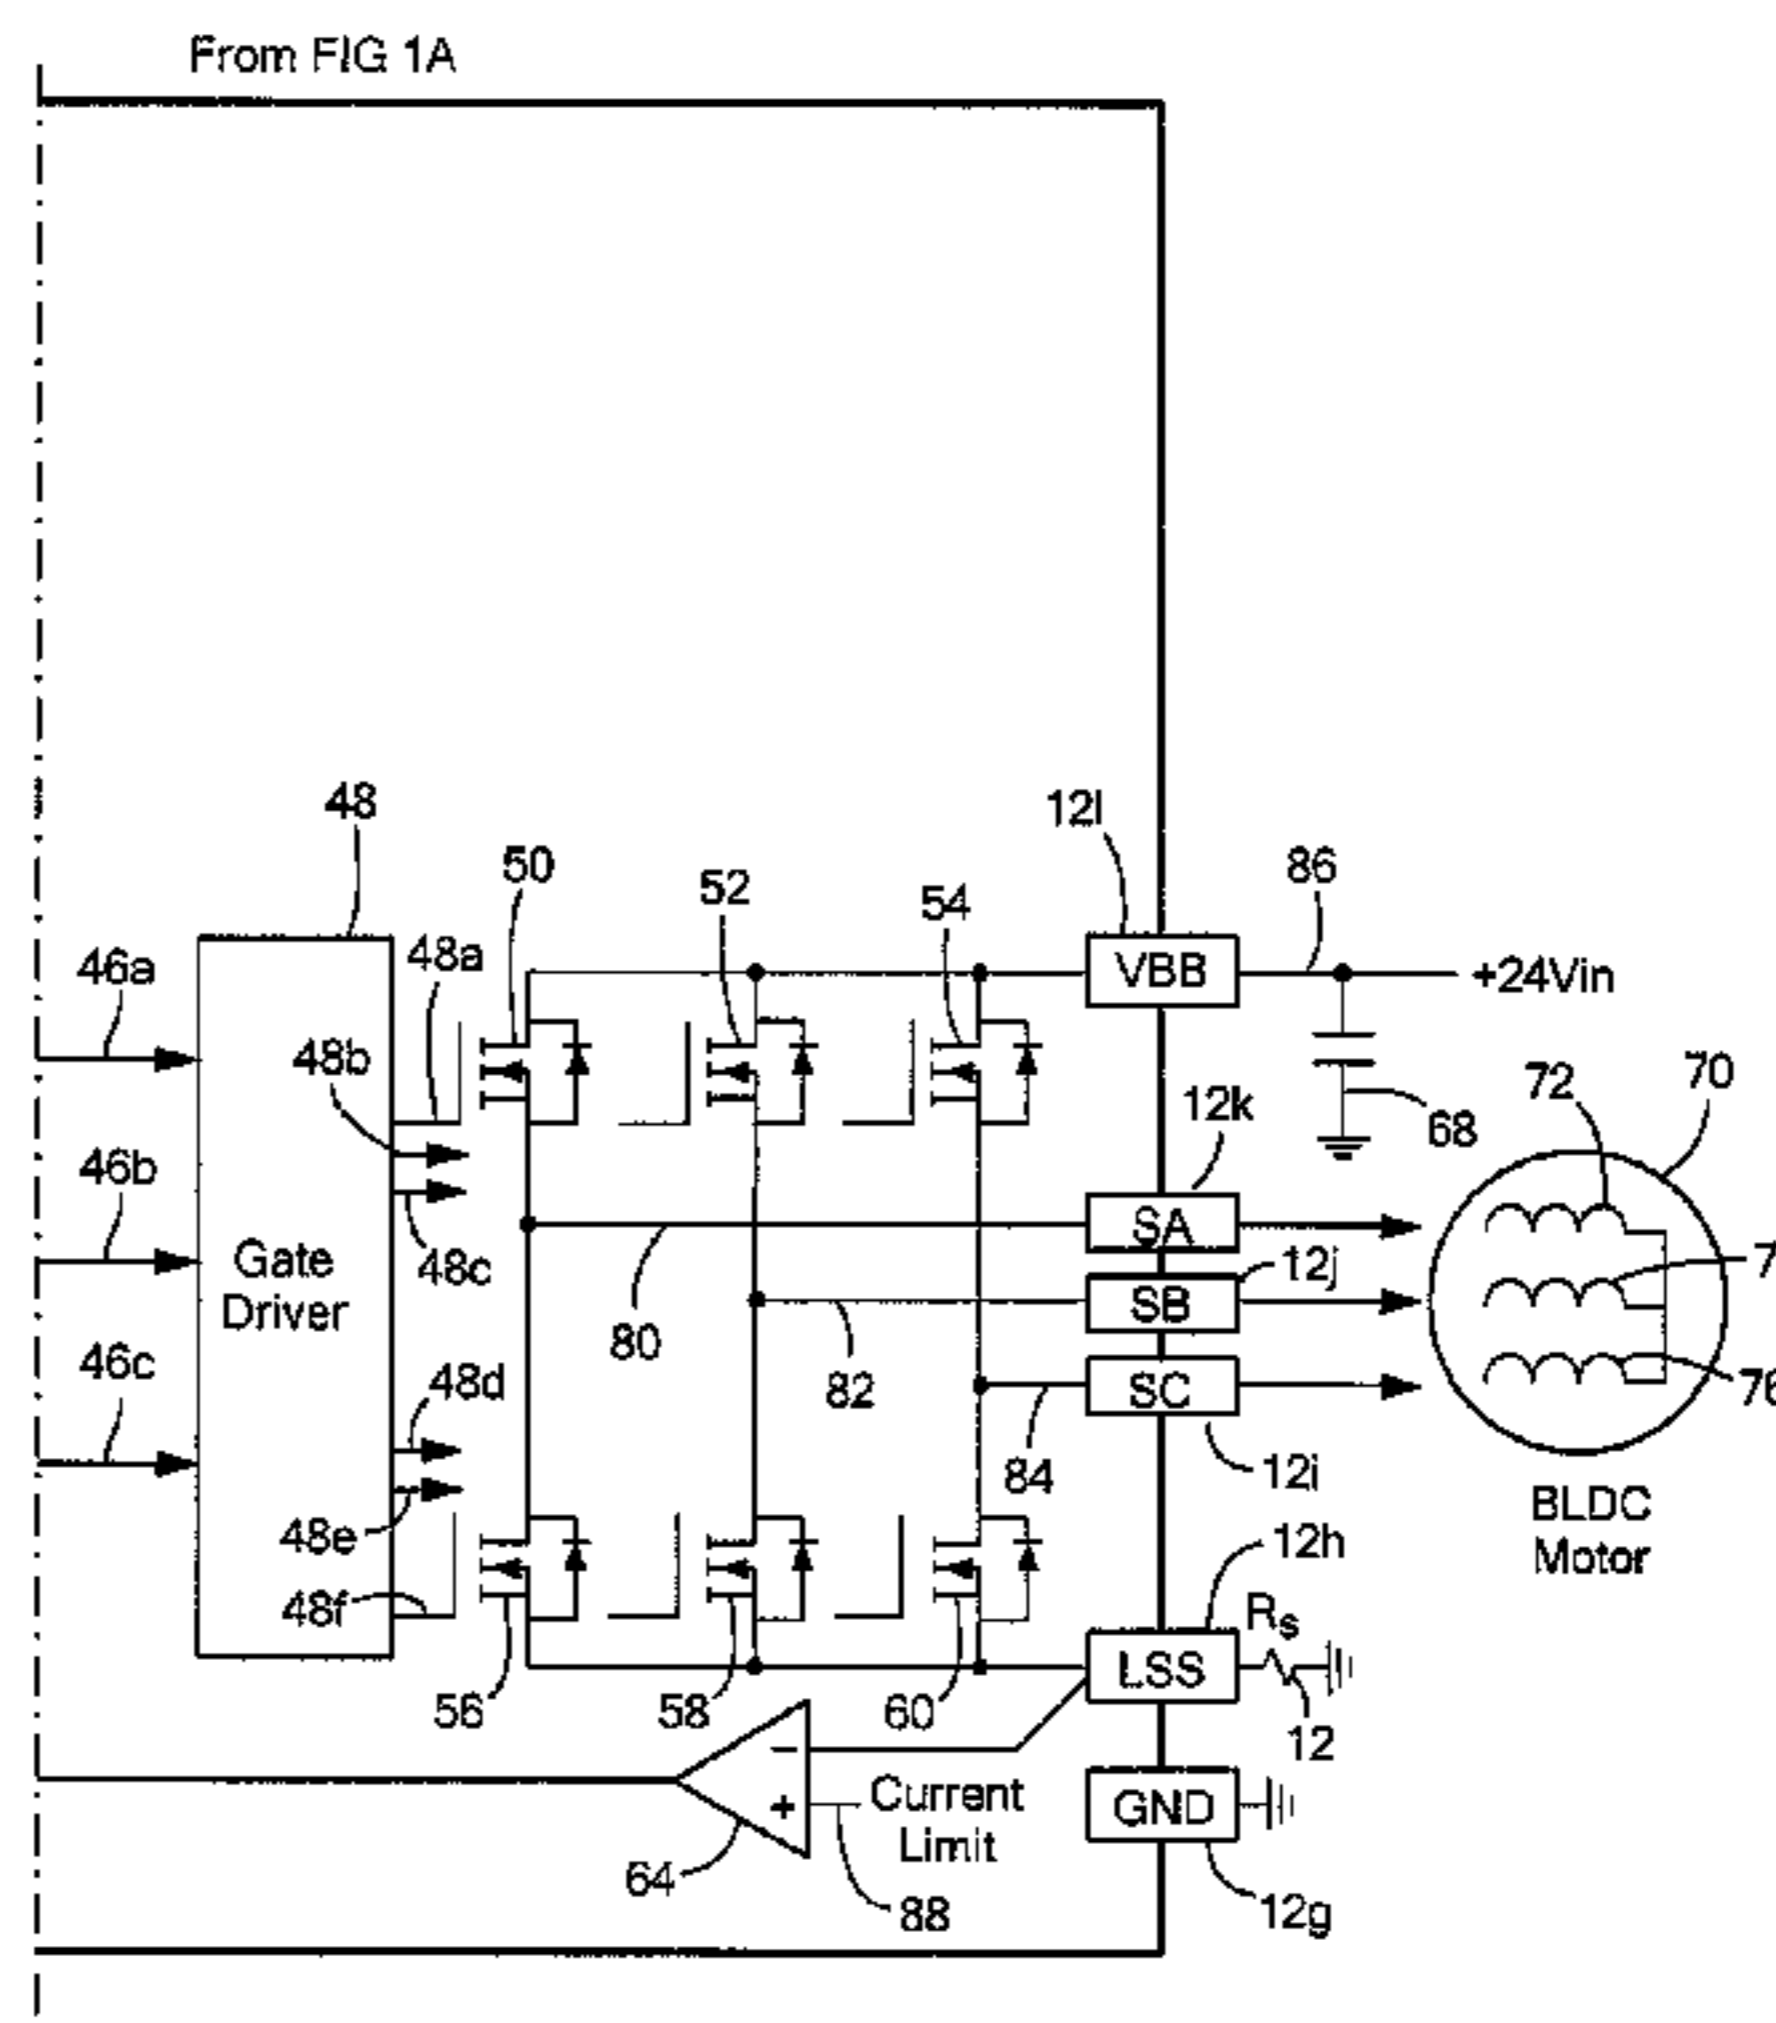 From FIG 1A
48
12l
50
52
54
86
46a
48a
VBB
+24Vin
48b
70
72
12k
68
46b
SA
48c
Gate
Driver
12j
SB
80
82
46c
48d
SC
76
84
12i
48e
BLDC
Motor
12h
48f
Rs
LSS
56
58
60
12
Current
Limit
GND
64
88
12g